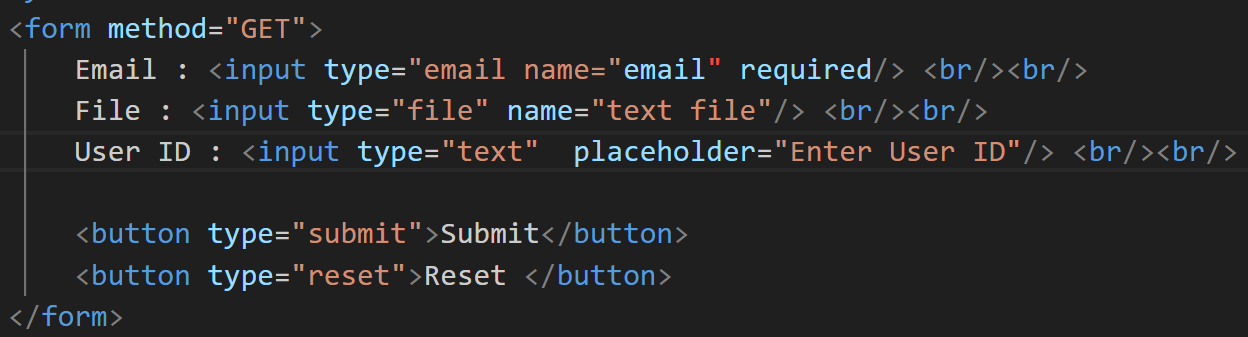 <form method="GET">
Email : <input type="email name="email" required/> <br/><br/>
File : <input type="file" name="text file"/> <br/><br/>
User ID : <input type="text"  placeholder="Enter User ID"/> <br/><br/>
<button type="submit">Submit</button>
<button type="reset">Reset </button>
</form>